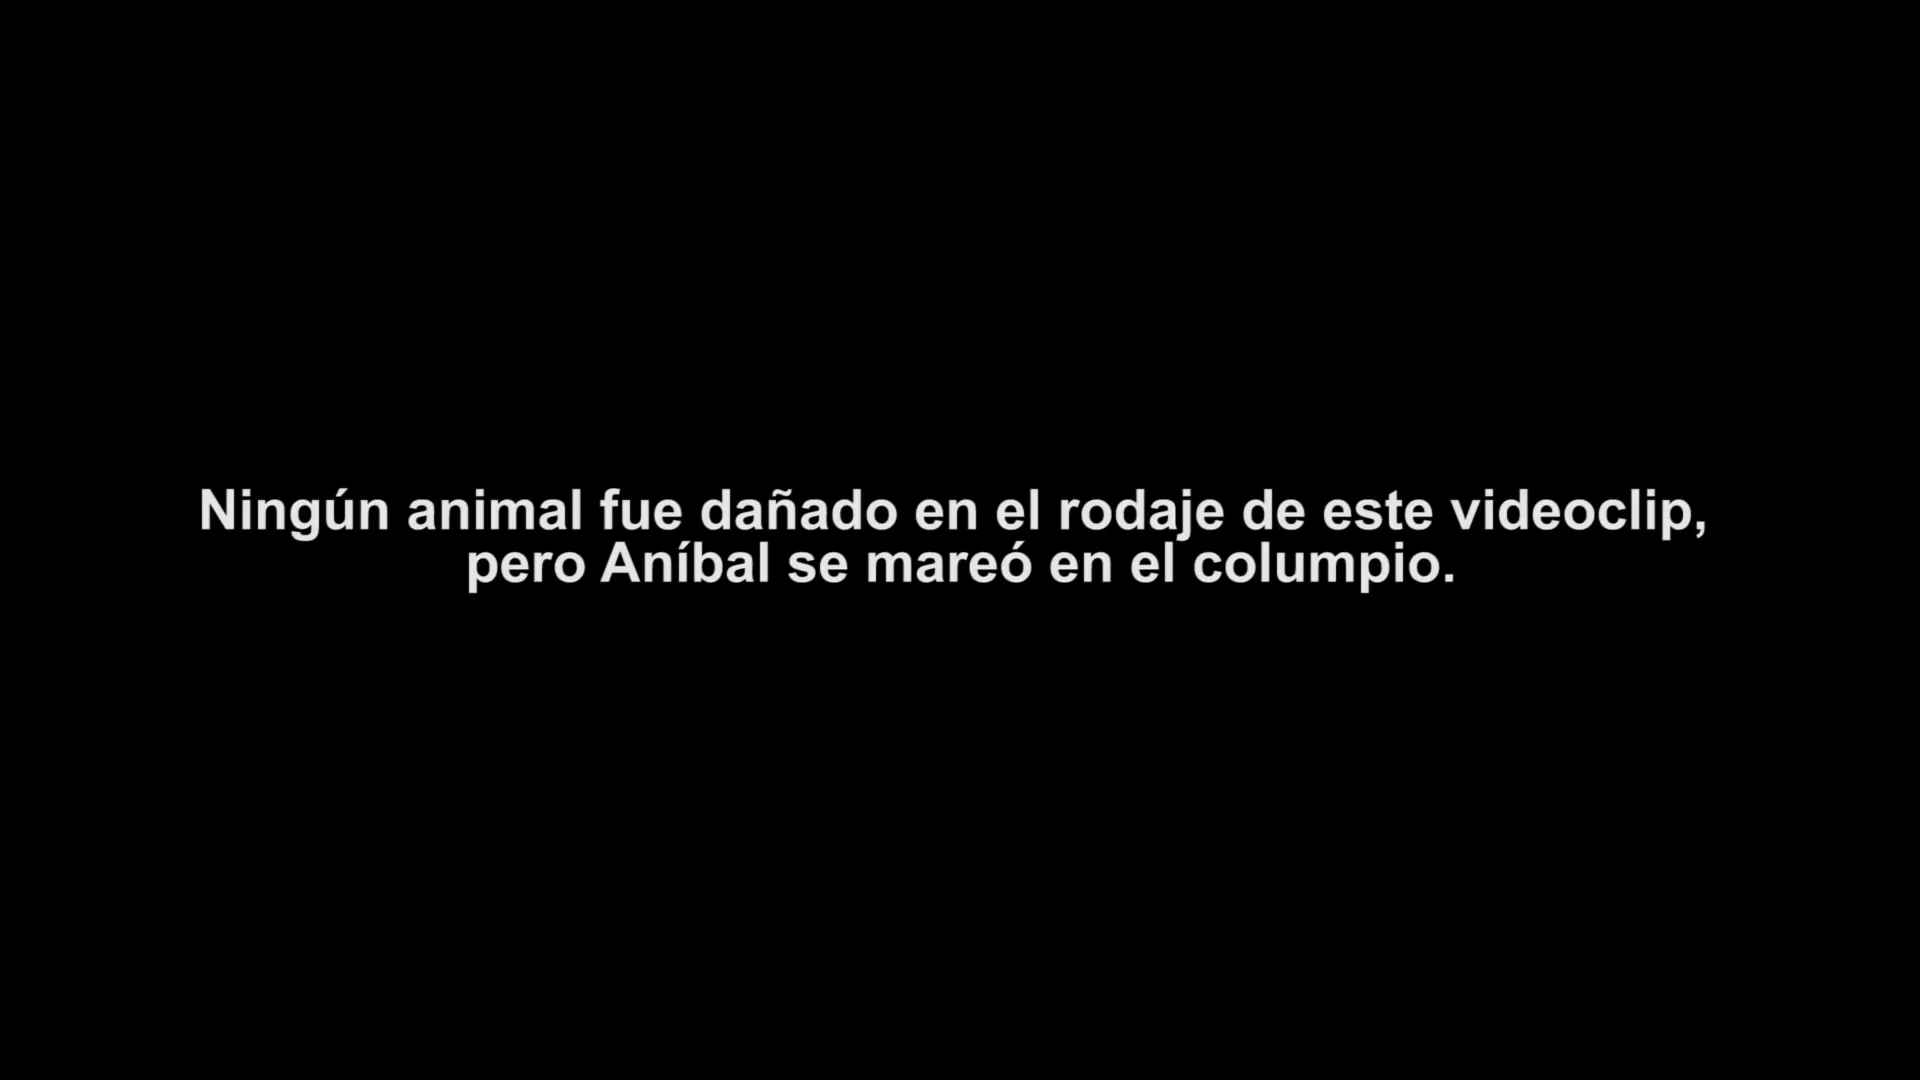 Ningún animal fue dañado en el rodaje de este videoclip,
pero Aníbal se mareó en el columpio.